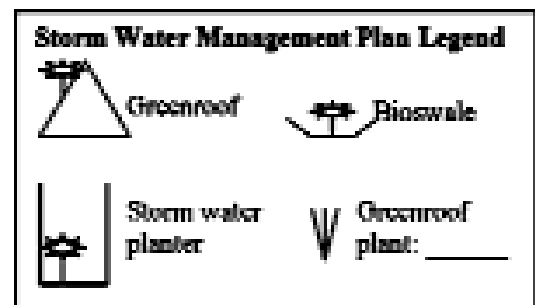 Storm Water Management Plan Legend
Greenroof
Bioswale
Storm water
planter
Greenroof
plant: ______